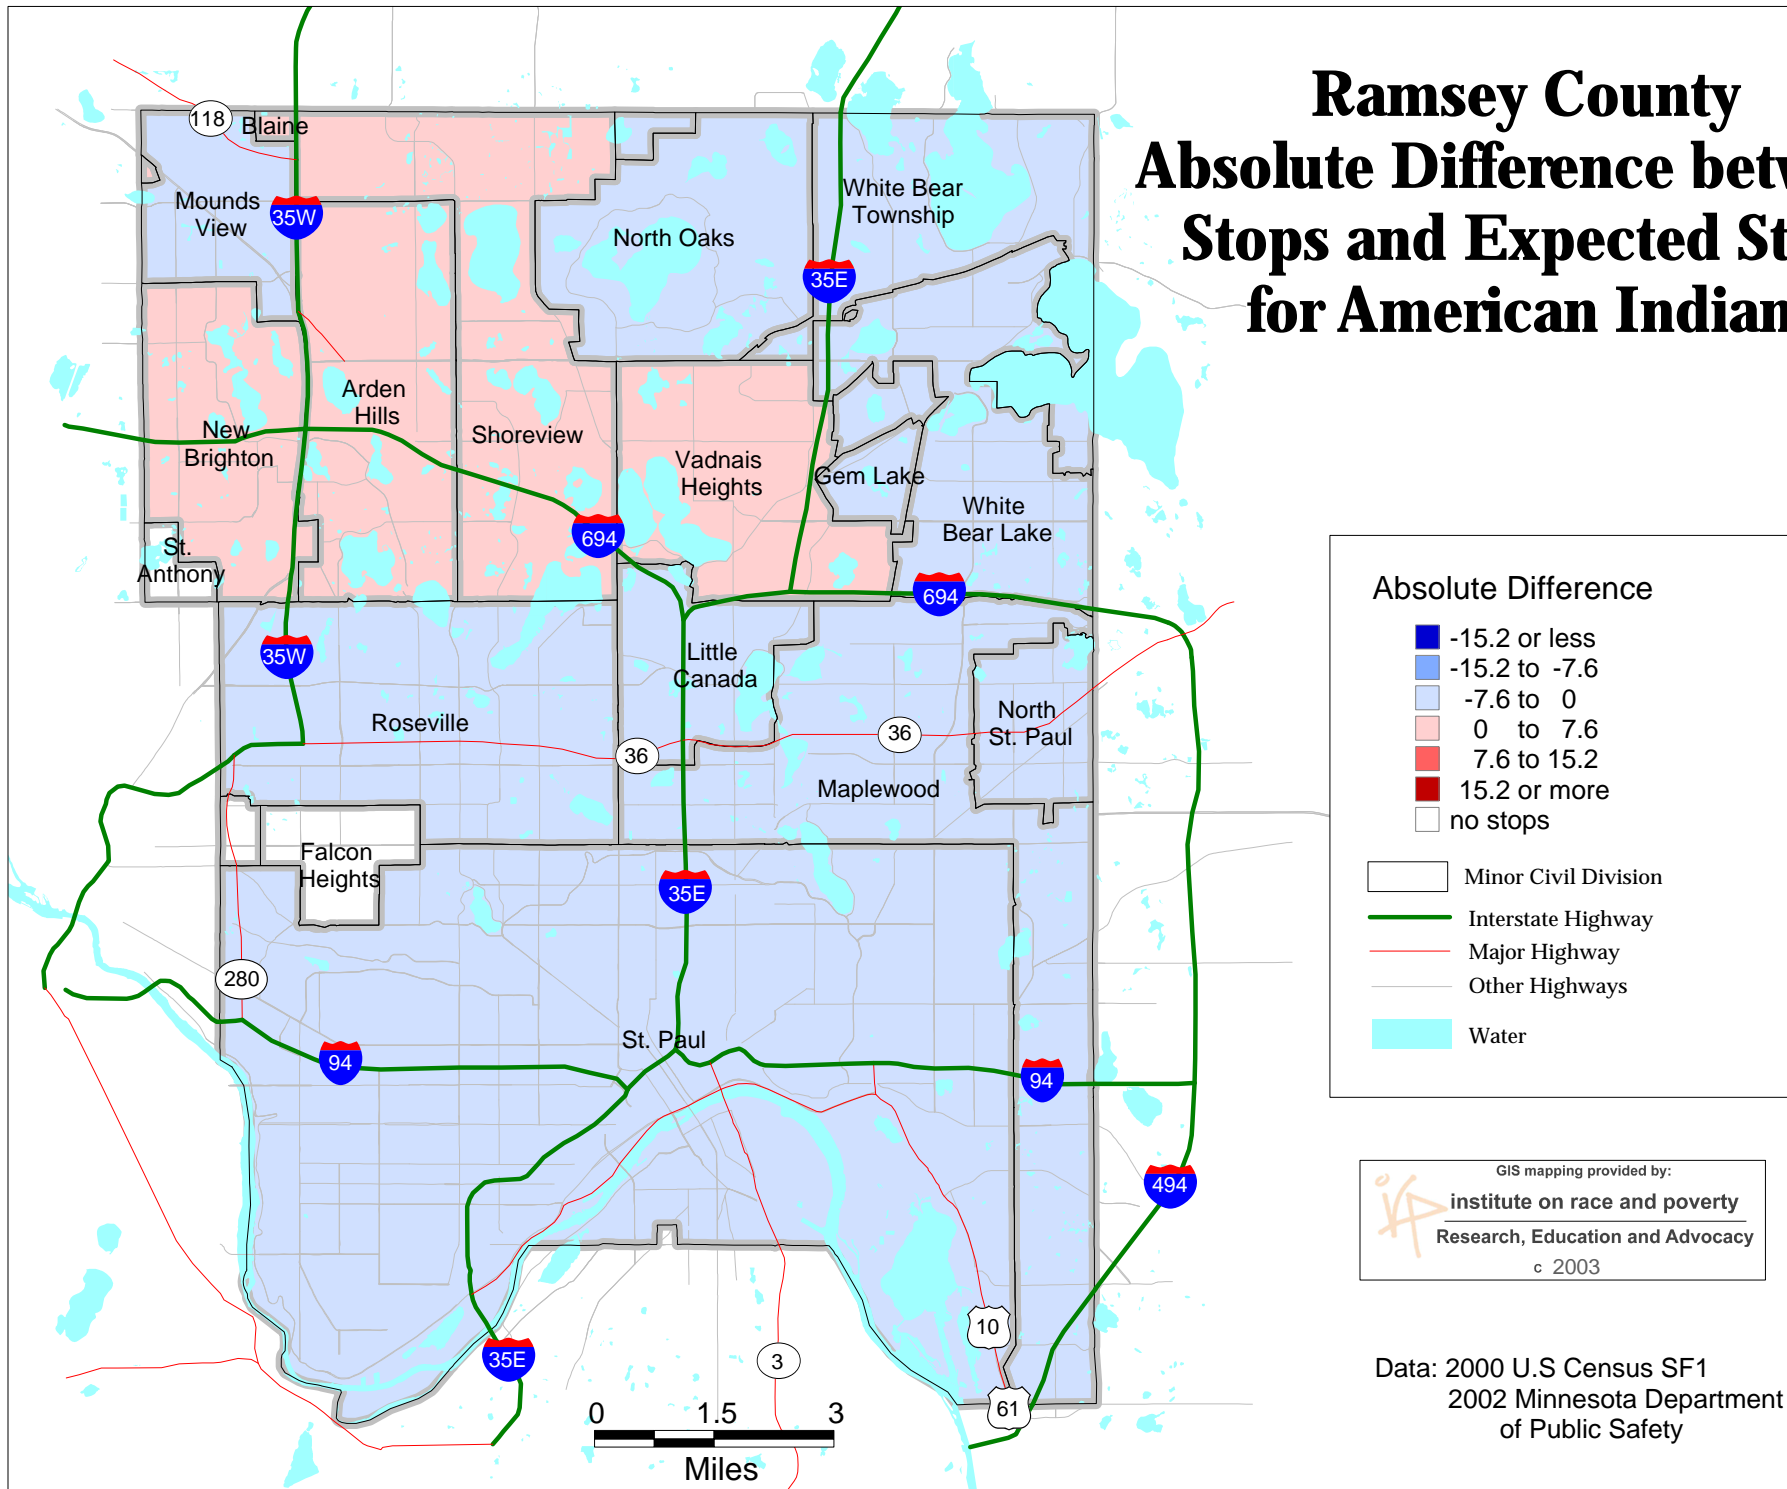 Ramsey County
Absolute Difference
Stops and Expected
for American Indian
118
Blaine
Mounds
View
35W
North Oaks
White Bear
Township
35E
Arden
Hills
New
Brighton
Shoreview
Vadnais
Heights
Gem Lake
White
Bear Lake
694
St.
Anthony
694
35W
Little
Canada
Roseville
North
St. Paul
36
36
Maplewood
Falcon
Heights
35E
280
St. Paul
94
94
494
10
35E
3
61
0 1.5 3
Miles
Absolute Difference
-15.2 or less
-15.2 to -7.6
-7.6 to 0
0 to 7.6
7.6 to 15.2
15.2 or more
no stops
Minor Civil Division
Interstate Highway
Major Highway
Other Highways
Water
GIS mapping provided by:
institute on race and poverty
Research, Education and Advocacy
c 2003
Data: 2000 U.S Census SF1
2002 Minnesota Department
of Public Safety